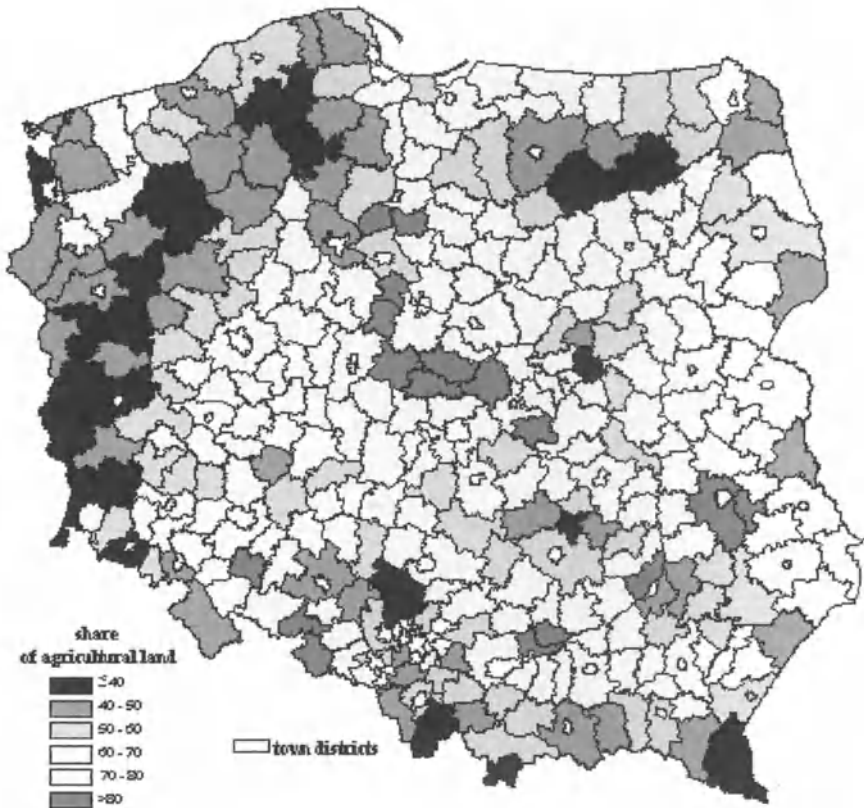 share
of agricultural land
≤40
40 - 50
50 - 60
60 - 70
70 - 80
>80
town districts